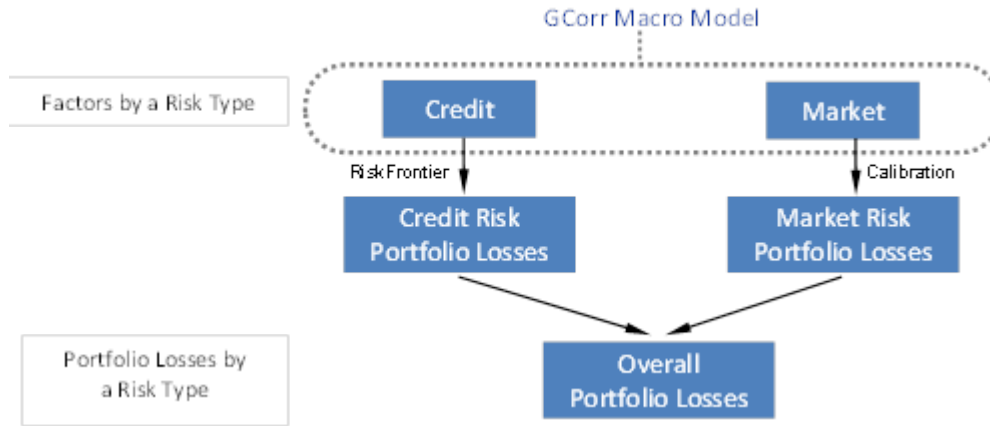 GCorr Macro Model
Factors by a Risk Type
Credit
Market
RiskFrontier
Calibration
Credit Risk
Portfolio Losses
Market Risk
Portfolio Losses
Portfolio Losses by
a Risk Type
Overall
Portfolio Losses